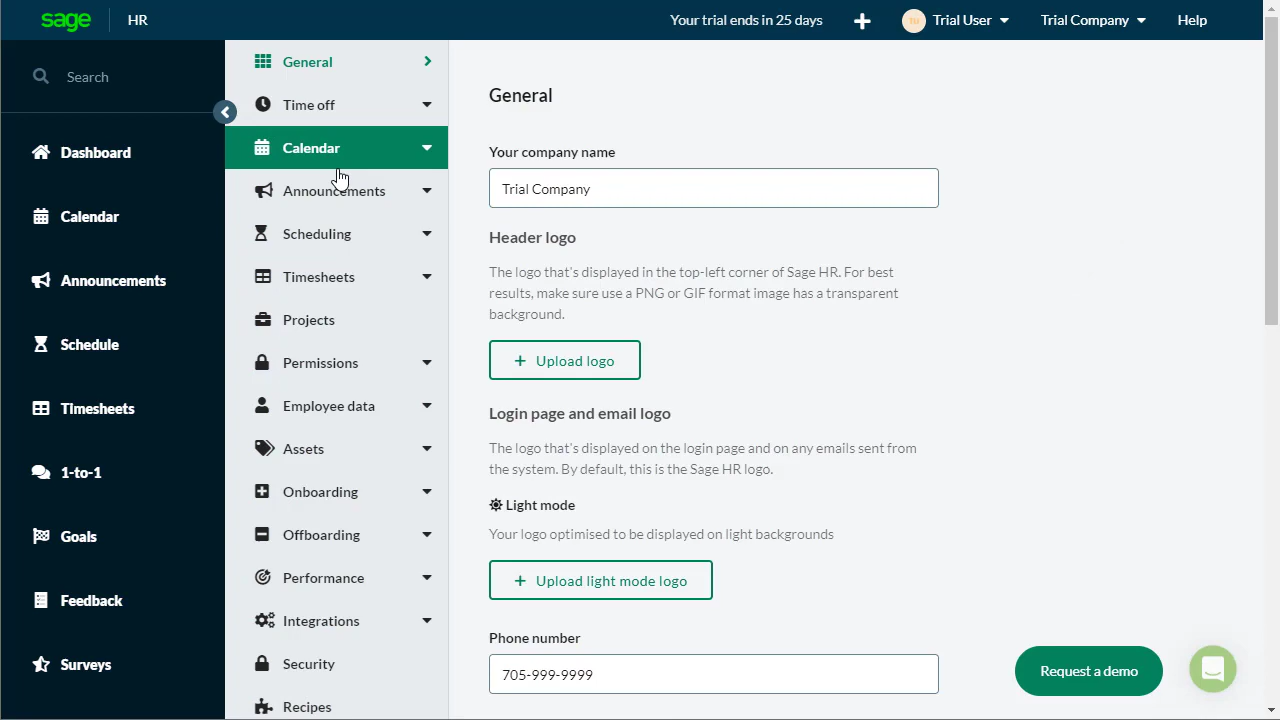 sage
HR
Your trial ends in 25 days
tu
Trial User
Trial Company
Help
Search
Dashboard
Calendar
Announcements
Schedule
Timesheets
1-to-1
Goals
Feedback
Surveys
General
Time off
Calendar
Announcements
Scheduling
Timesheets
Projects
Permissions
Employee data
Assets
Onboarding
Offboarding
Performance
Integrations
Security
Recipes
General
Your company name
Trial Company
Header logo
The logo that's displayed in the top-left corner of Sage HR. For best
results, make sure use a PNG or GIF format image has a transparent
background.
+ Upload logo
Login page and email logo
The logo that's displayed on the login page and on any emails sent from
the system. By default, this is the Sage HR logo.
Light mode
Your logo optimised to be displayed on light backgrounds
+ Upload light mode logo
Phone number
705-999-9999
Request a demo